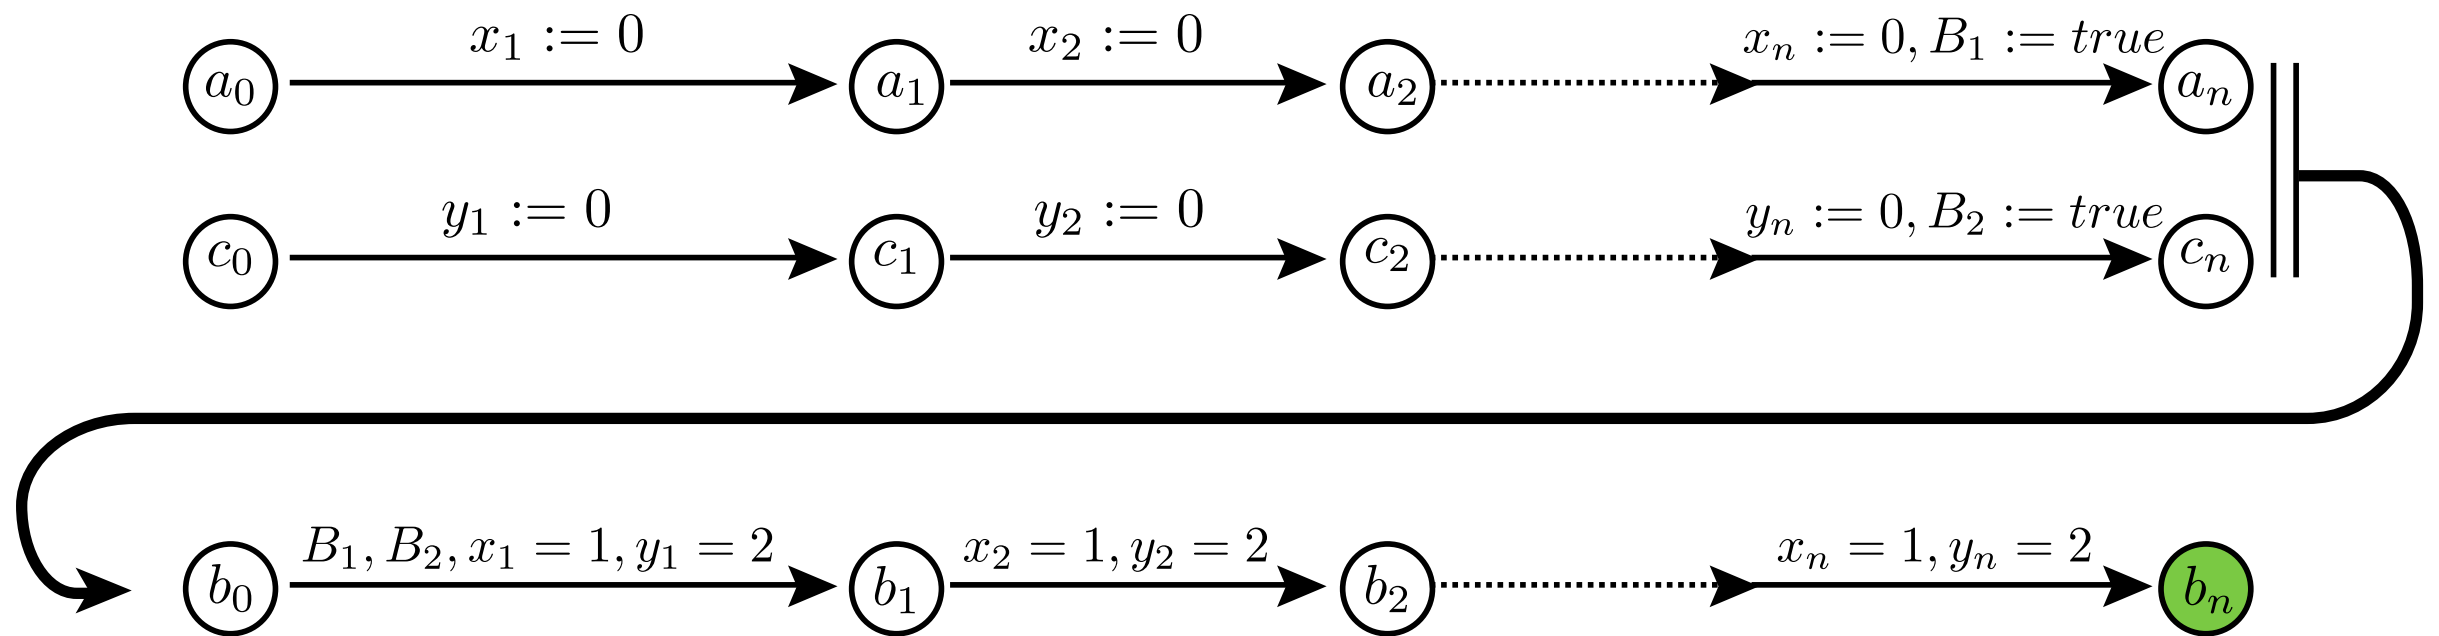 x₁ := 0 x₂ := 0 xₙ := 0, B₁ := true
a₀ a₁ a₂ aₙ
y₁ := 0 y₂ := 0 yₙ := 0, B₂ := true
c₀ c₁ c₂ cₙ
B₁, B₂, x₁ = 1, y₁ = 2 x₂ = 1, y₂ = 2 xₙ = 1, yₙ = 2
b₀ b₁ b₂ bₙ